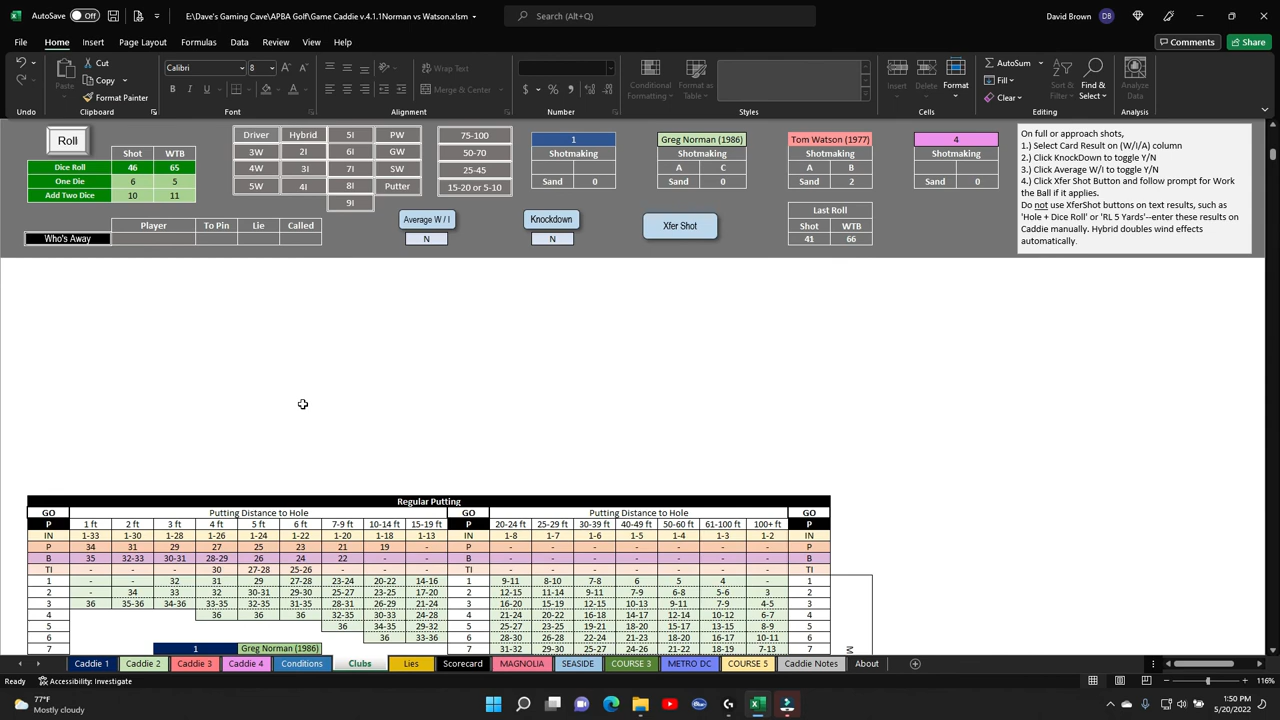 AutoSave Off E:\Dave's Gaming Cave\APBA Golf\Game Caddie v.4.1.1Norman vs Watson.xlsm Search (Alt+Q) David Brown DB
File Home Insert Page Layout Formulas Data Review View Help Comments Share
Cut Calibri 8 Wrap Text AutoSum
Paste Copy Fill
Format Painter Merge & Center Conditional Formatting Format as Table Insert Delete Format Clear Sort & Filter Find & Select Analyze Data
Undo Clipboard Font Alignment Number Styles Cells Editing Analysis
Roll
Shot WTB
Dice Roll 46 65
One Die 6 5
Add Two Dice 10 11
Player To Pin Lie Called
Who's Away
Driver Hybrid 5I PW
3W 2I 6I GW
4W 3I 7I SW
5W 4I 8I Putter
9I
75-100
50-70
25-45
15-20 or 5-10
Average W / I
N
Knockdown
N
Xfer Shot
1
Shotmaking
Sand 0
Greg Norman (1986)
Shotmaking
A C
Sand 0
Tom Watson (1977)
Shotmaking
A B
Sand 2
4
Shotmaking
Sand 0
Last Roll
Shot WTB
41 66
On full or approach shots,
1.) Select Card Result on (W/I/A) column
2.) Click KnockDown to toggle Y/N
3.) Click Average W/I to toggle Y/N
4.) Click Xfer Shot Button and follow prompt for Work
the Ball if it applies.
Do not use XferShot buttons on text results, such as
'Hole + Dice Roll' or 'RL 5 Yards'--enter these results on
Caddie manually. Hybrid doubles wind effects
automatically.
Regular Putting
GO Putting Distance to Hole GO Putting Distance to Hole GO
P 1 ft 2 ft 3 ft 4 ft 5 ft 6 ft 7-9 ft 10-14 ft 15-19 ft P 20-24 ft 25-29 ft 30-39 ft 40-49 ft 50-60 ft 61-100 ft 100+ ft P
IN 1-33 1-30 1-28 1-26 1-24 1-22 1-20 1-18 1-13 IN 1-8 1-7 1-6 1-5 1-4 1-3 1-2 IN
P 34 31 29 27 25 23 21 19 - P - - - - - - - P
B 35 32-33 30-31 28-29 26 24 22 - - B - - - - - - - B
TI - - - 30 27-28 25-26 - - - TI - - - - - - - TI
1 - - 32 31 29 27-28 23-24 20-22 14-16 1 9-11 8-10 7-8 6 5 4 - 1
2 - 34 33 32 30-31 29-30 25-27 23-25 17-20 2 12-15 11-14 9-11 7-9 6-8 5-6 3 2
3 36 35-36 34-36 33-35 32-35 31-35 28-31 26-29 21-24 3 16-20 15-19 12-15 10-13 9-11 7-9 4-5 3
4 36 36 36 32-35 30-33 24-28 4 21-24 20-22 16-18 14-17 12-14 10-12 6-7 4
5 36 34-35 29-32 5 25-27 23-25 19-21 18-20 15-17 13-15 8-9 5
6 36 33-36 6 28-30 26-28 22-24 21-23 18-20 16-17 10-11 6
7 1 Greg Norman (1986) 7 31-32 29-30 25-27 24-26 21-23 18-19 12-13 7 M
Caddie 1 Caddie 2 Caddie 3 Caddie 4 Conditions Clubs Lies Scorecard MAGNOLIA SEASIDE COURSE 3 METRO DC COURSE 5 Caddie Notes About
Ready Accessibility: Investigate 116%
77°F
Mostly cloudy
1:50 PM
5/20/2022